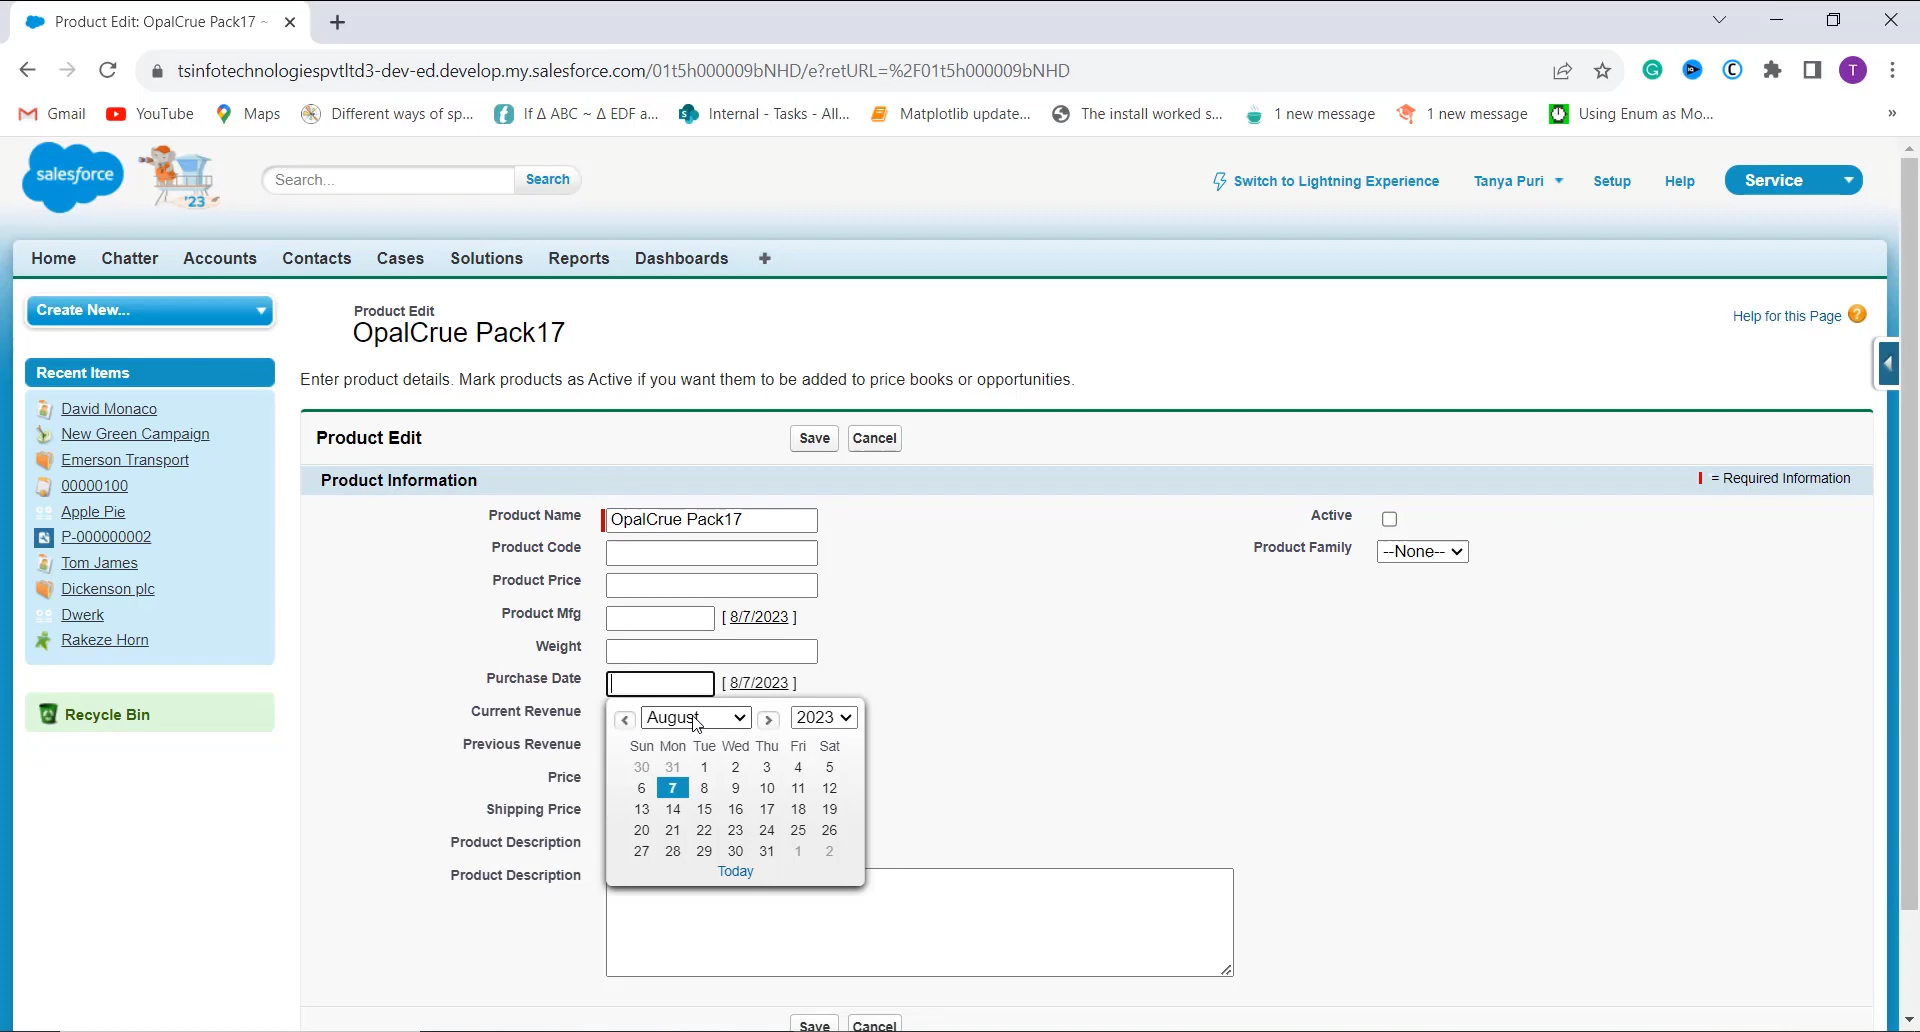 Product Edit: OpalCrue Pack17 ~
tsinfotechnologiespvtltd3-dev-ed.develop.my.salesforce.com/01t5h000009bNHD/e?retURL=%2F01t5h000009bNHD
T
Gmail YouTube Maps Different ways of sp... If Δ ABC ~ Δ EDF a... Internal - Tasks - All... Matplotlib update... The install worked s... 1 new message 1 new message Using Enum as Mo... »
salesforce
'23
Search... Search
Switch to Lightning Experience Tanya Puri Setup Help Service
Home Chatter Accounts Contacts Cases Solutions Reports Dashboards +
Create New...
Recent Items
David Monaco
New Green Campaign
Emerson Transport
00000100
Apple Pie
P-000000002
Tom James
Dickenson plc
Dwerk
Rakeze Horn
Recycle Bin
Product Edit
OpalCrue Pack17
Help for this Page ?
Enter product details. Mark products as Active if you want them to be added to price books or opportunities.
Product Edit Save Cancel
Product Information = Required Information
Product Name OpalCrue Pack17 Active
Product Code Product Family --None--
Product Price
Product Mfg [ 8/7/2023 ]
Weight
Purchase Date [ 8/7/2023 ]
Current Revenue
Previous Revenue
Price
Shipping Price
Product Description
Product Description
August 2023
Sun Mon Tue Wed Thu Fri Sat
30 31 1 2 3 4 5
6 7 8 9 10 11 12
13 14 15 16 17 18 19
20 21 22 23 24 25 26
27 28 29 30 31 1 2
Today
Save Cancel